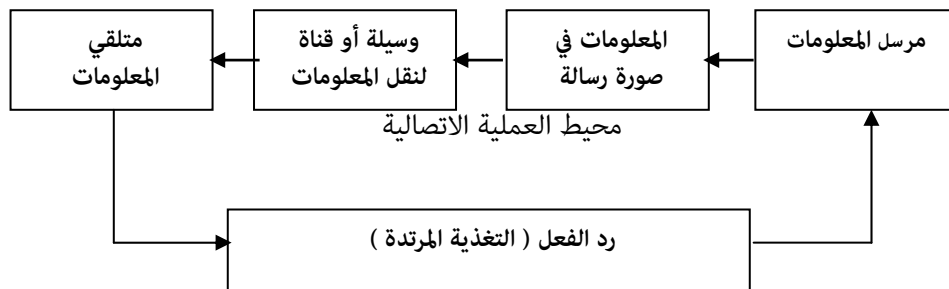 مرسل المعلومات
المعلومات في
صورة رسالة
وسيلة أو قناة
لنقل المعلومات
متلقي
المعلومات
محيط العملية الاتصالية
رد الفعل ( التغذية المرتدة )